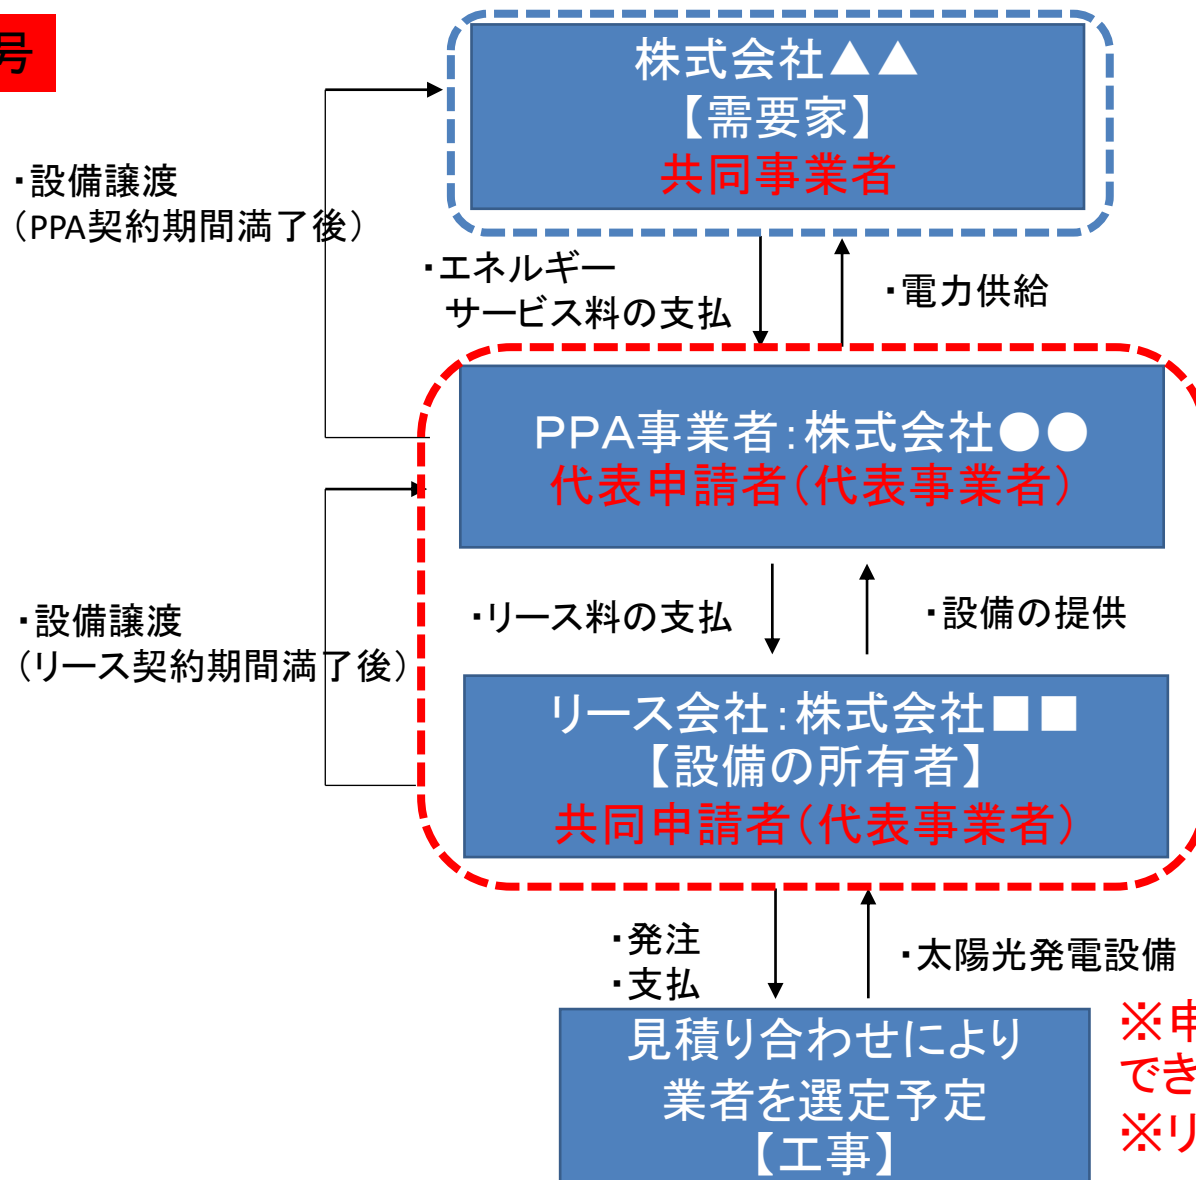 号
株式会社▲▲
【需要家】
共同事業者
・設備譲渡
（PPA契約期間満了後）
・エネルギー
サービス料の支払
・電力供給
PPA事業者：株式会社●●
代表申請者（代表事業者）
・リース料の支払
・設備の提供
・設備譲渡
（リース契約期間満了後）
リース会社：株式会社■■
【設備の所有者】
共同申請者（代表事業者）
・発注
・支払
・太陽光発電設備
見積り合わせにより
業者を選定予定
【工事】
※申
でき
※リ